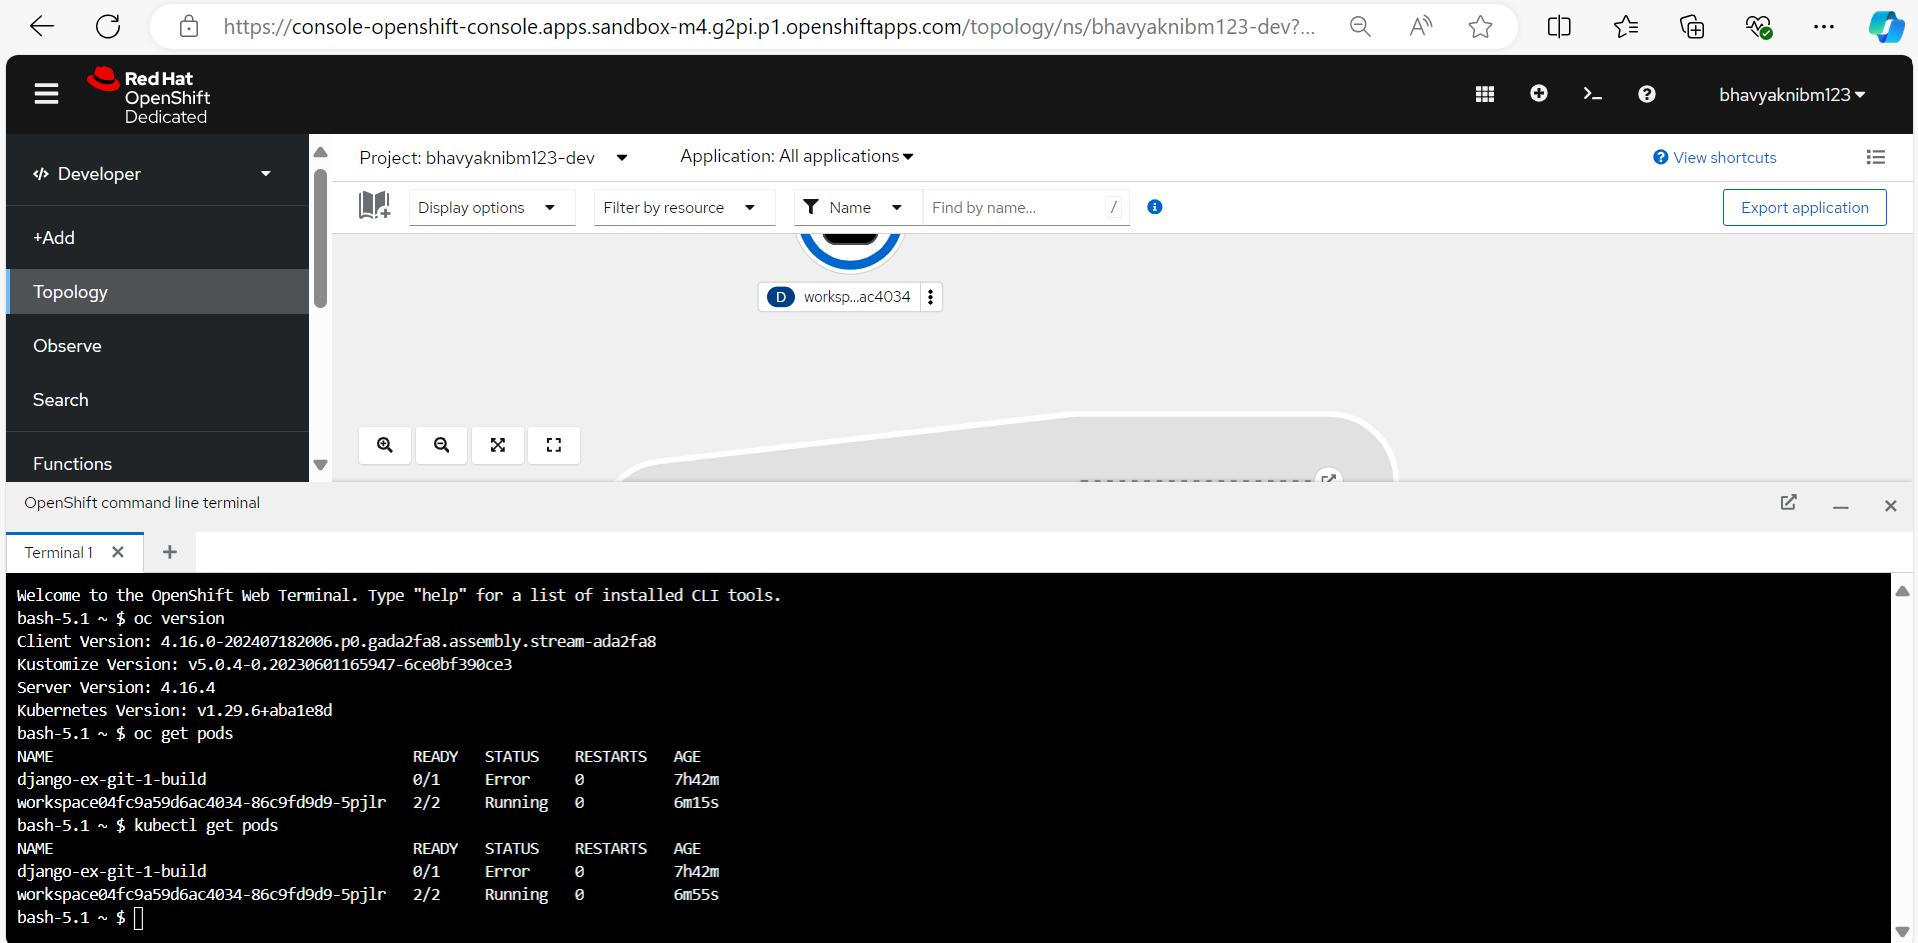 https://console-openshift-console.apps.sandbox-m4.g2pi.p1.openshiftapps.com/topology/ns/bhavyaknibm123-dev?...
Red Hat
OpenShift
Dedicated
bhavyaknibm123
Developer
+Add
Topology
Observe
Search
Functions
Project: bhavyaknibm123-dev
Application: All applications
View shortcuts
Display options
Filter by resource
Name
Find by name...
/
Export application
D worksp...ac4034
OpenShift command line terminal
Terminal 1
Welcome to the OpenShift Web Terminal. Type "help" for a list of installed CLI tools.
bash-5.1 ~ $ oc version
Client Version: 4.16.0-202407182006.p0.gada2fa8.assembly.stream-ada2fa8
Kustomize Version: v5.0.4-0.20230601165947-6ce0bf390ce3
Server Version: 4.16.4
Kubernetes Version: v1.29.6+aba1e8d
bash-5.1 ~ $ oc get pods
NAME READY STATUS RESTARTS AGE
django-ex-git-1-build 0/1 Error 0 7h42m
workspace04fc9a59d6ac4034-86c9fd9d9-5pjlr 2/2 Running 0 6m15s
bash-5.1 ~ $ kubectl get pods
NAME READY STATUS RESTARTS AGE
django-ex-git-1-build 0/1 Error 0 7h42m
workspace04fc9a59d6ac4034-86c9fd9d9-5pjlr 2/2 Running 0 6m55s
bash-5.1 ~ $